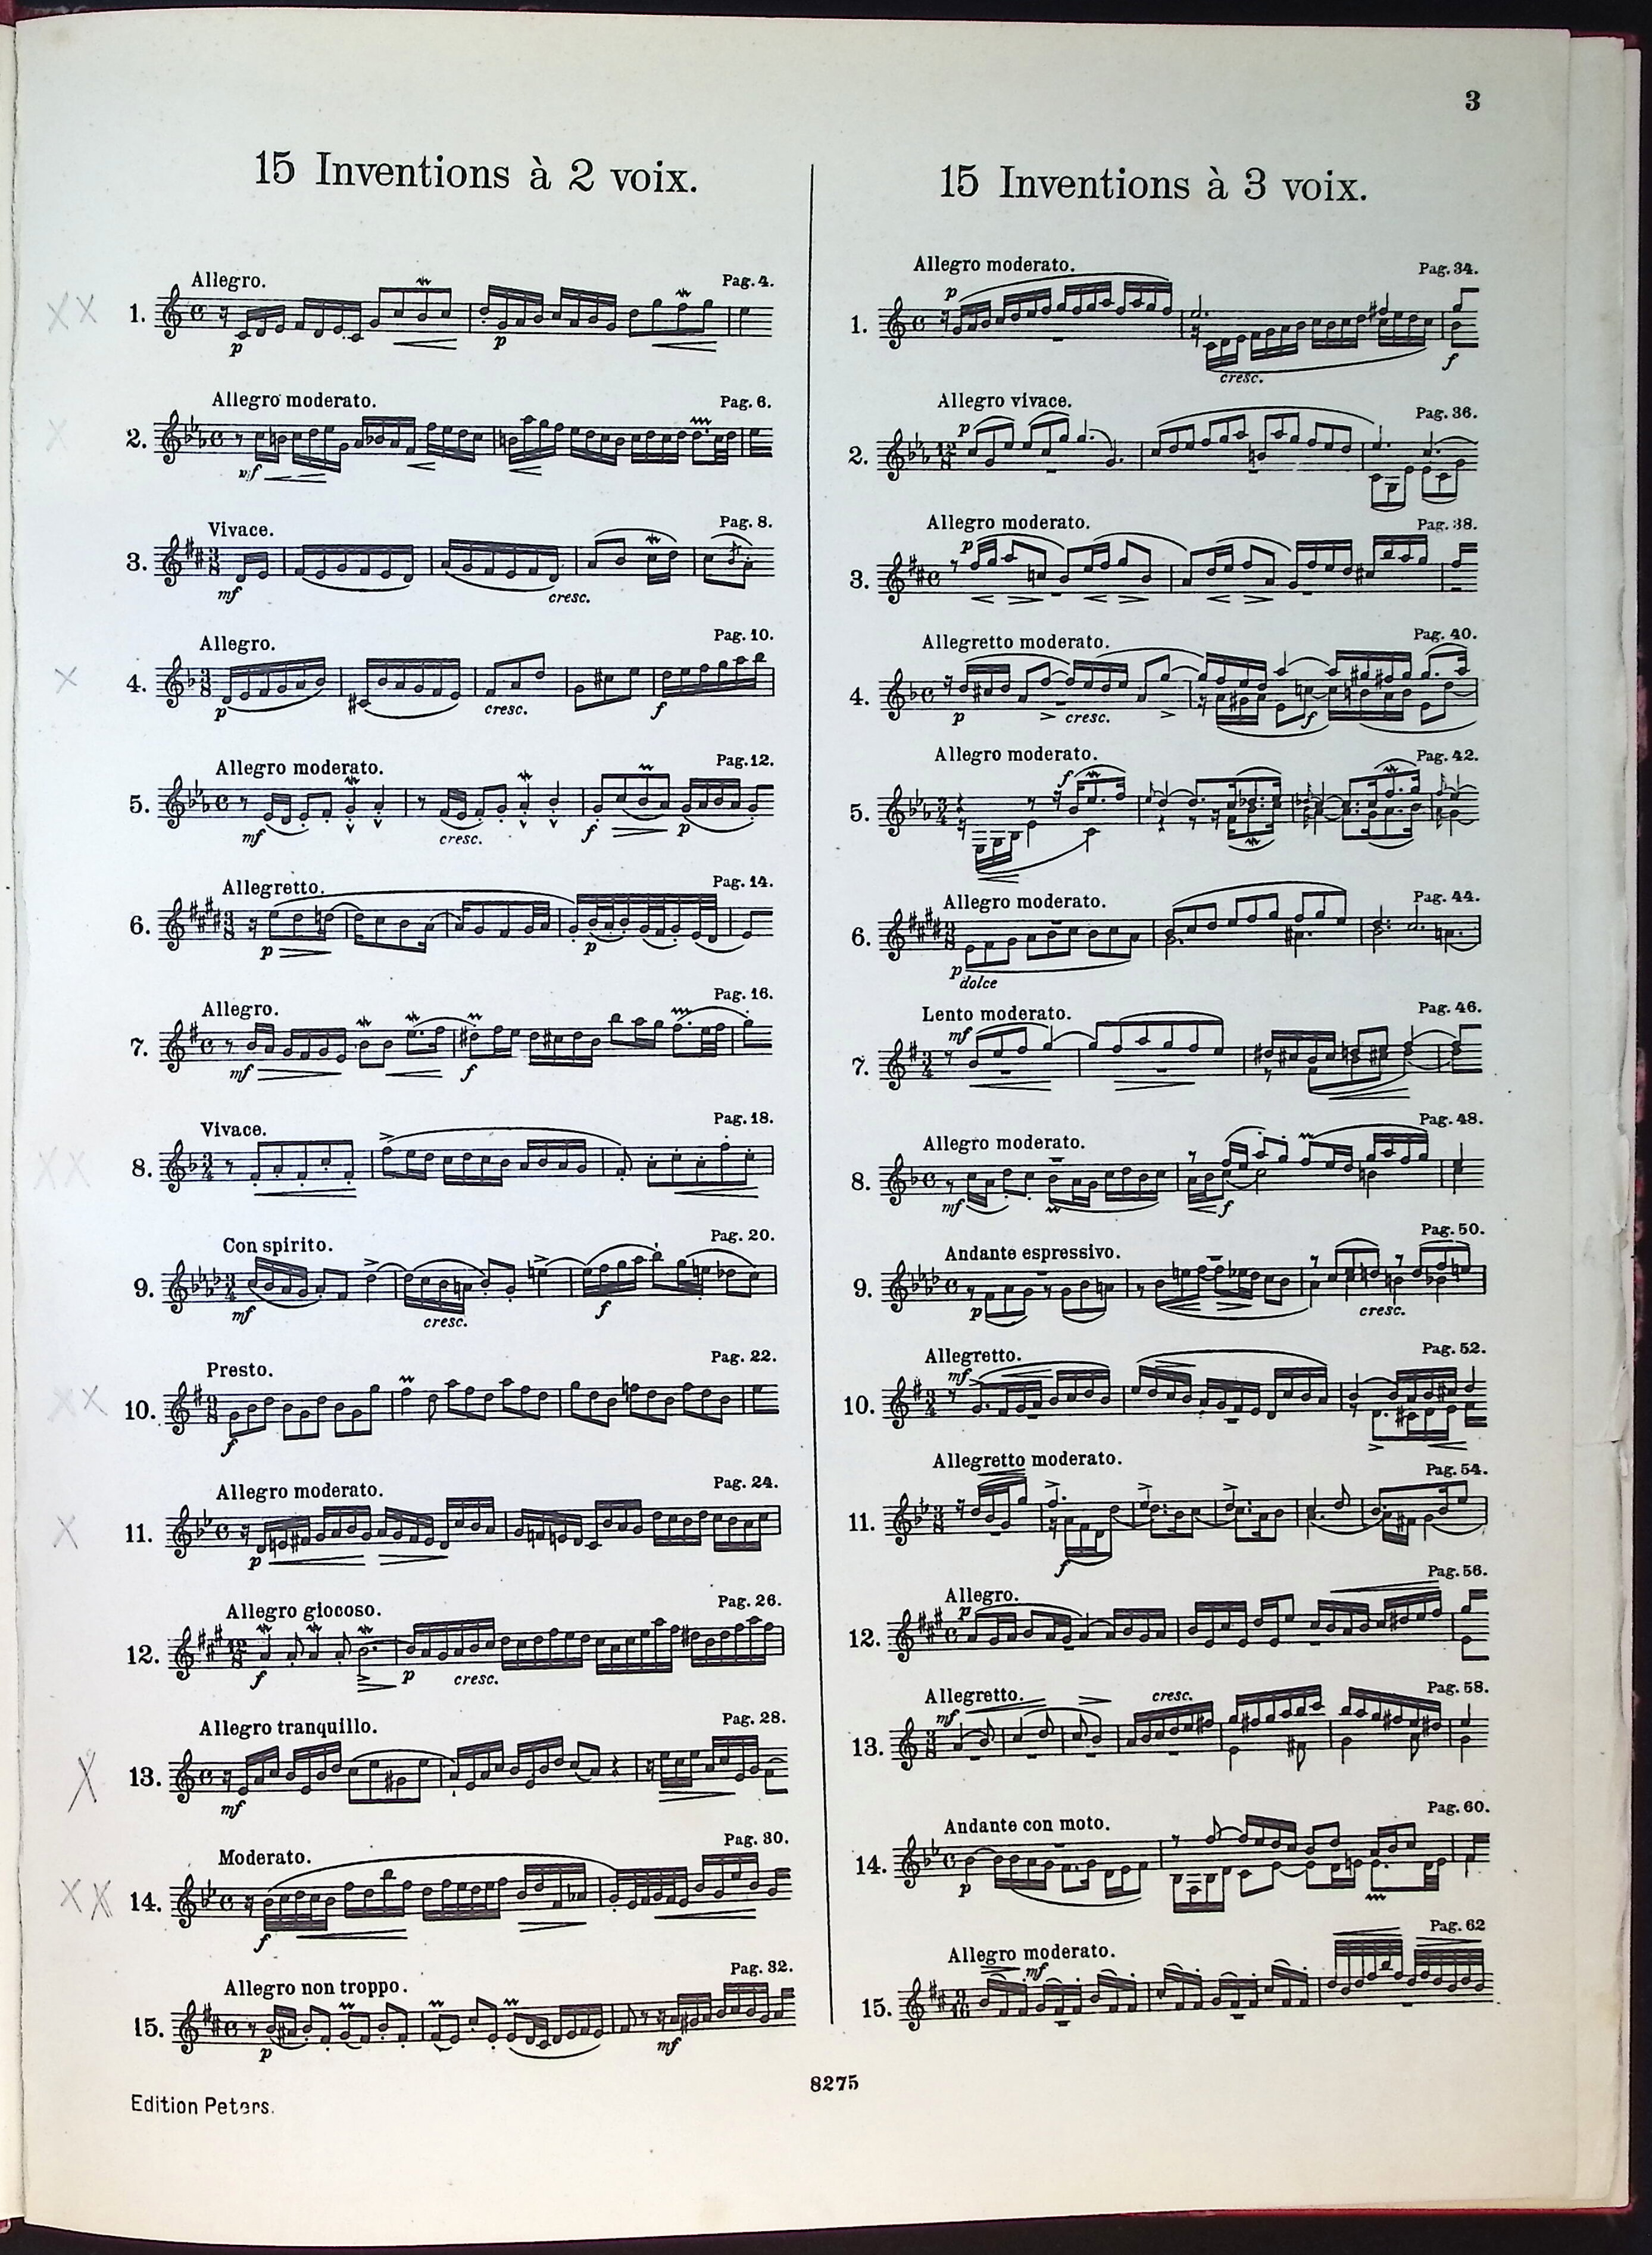 3
15 Inventions à 2 voix.
Allegro. Pag. 4.
XX 1.
p p
Allegro moderato. Pag. 6.
X 2.
mf
Vivace. Pag. 8.
3.
mf cresc.
Allegro. Pag. 10.
X 4.
p cresc. f
Allegro moderato. Pag. 12.
5.
mf cresc. f p
Allegretto. Pag. 14.
6.
p p
Allegro. Pag. 16.
7.
mf f
Vivace. Pag. 18.
XX 8.
Con spirito. Pag. 20.
9.
mf cresc. f
Presto. Pag. 22.
XX 10.
f
Allegro moderato. Pag. 24.
X 11.
p
Allegro giocoso. Pag. 26.
12.
f p cresc.
Allegro tranquillo. Pag. 28.
X 13.
mf
Moderato. Pag. 30.
XX 14.
f
Allegro non troppo. Pag. 32.
15.
p mf
15 Inventions à 3 voix.
Allegro moderato. Pag. 34.
p
1.
cresc. f
Allegro vivace. Pag. 36.
p
2.
Allegro moderato. Pag. 38.
p
3.
Allegretto moderato. Pag. 40.
4.
p cresc. f
Allegro moderato. Pag. 42.
f
5.
Allegro moderato. Pag. 44.
6.
p dolce
Lento moderato. Pag. 46.
mf
7.
Allegro moderato. Pag. 48.
8.
mf f
Andante espressivo. Pag. 50.
9.
p cresc.
Allegretto. Pag. 52.
mf
10.
Allegretto moderato. Pag. 54.
11.
f
Allegro. Pag. 56.
p
12.
Allegretto. cresc. Pag. 58.
mf
13.
Andante con moto. Pag. 60.
14.
p
Allegro moderato. Pag. 62
mf
15.
8275
Edition Peters.